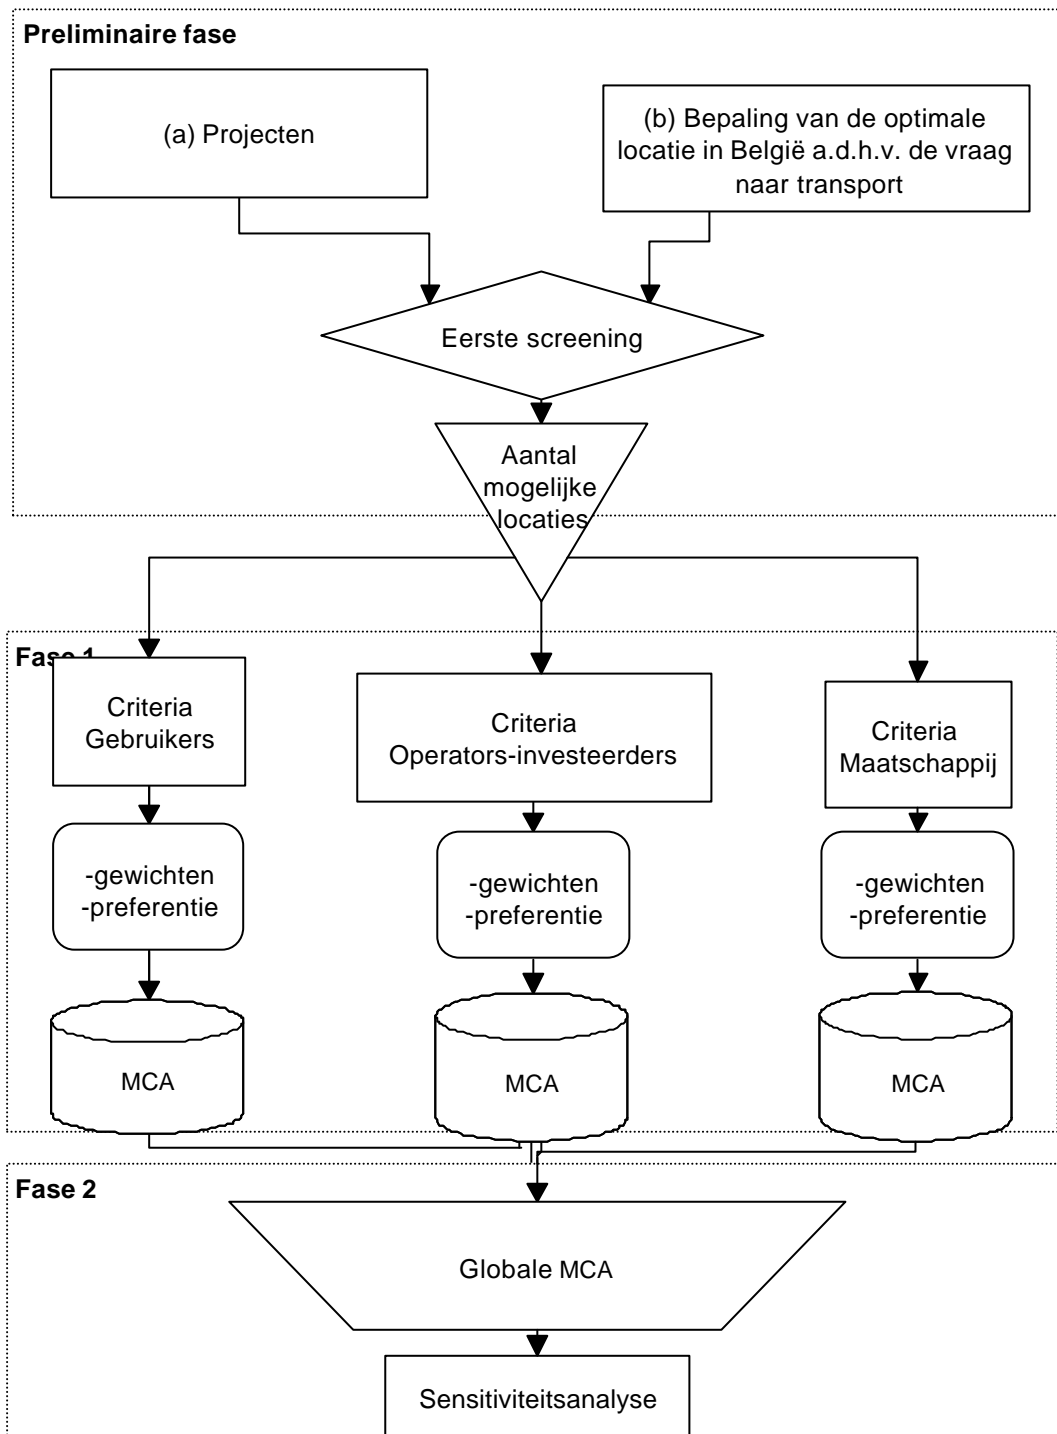 Preliminaire fase
(a) Projecten
(b) Bepaling van de optimale
locatie in België a.d.h.v. de vraag
naar transport
Eerste screening
Aantal
mogelijke
locaties
Fase 1
Criteria
Gebruikers
Criteria
Operators-investeerders
Criteria
Maatschappij
-gewichten
-preferentie
-gewichten
-preferentie
-gewichten
-preferentie
MCA
MCA
MCA
Fase 2
Globale MCA
Sensitiviteitsanalyse